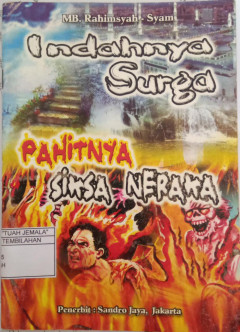 MB. Rahimsyah - Syam
Indahnya
Surga
PAHITNYA
SIKSA NERAKA
"TUAH JEMALA"
TEMBILAHAN
Penerbit : Sandro Jaya, Jakarta